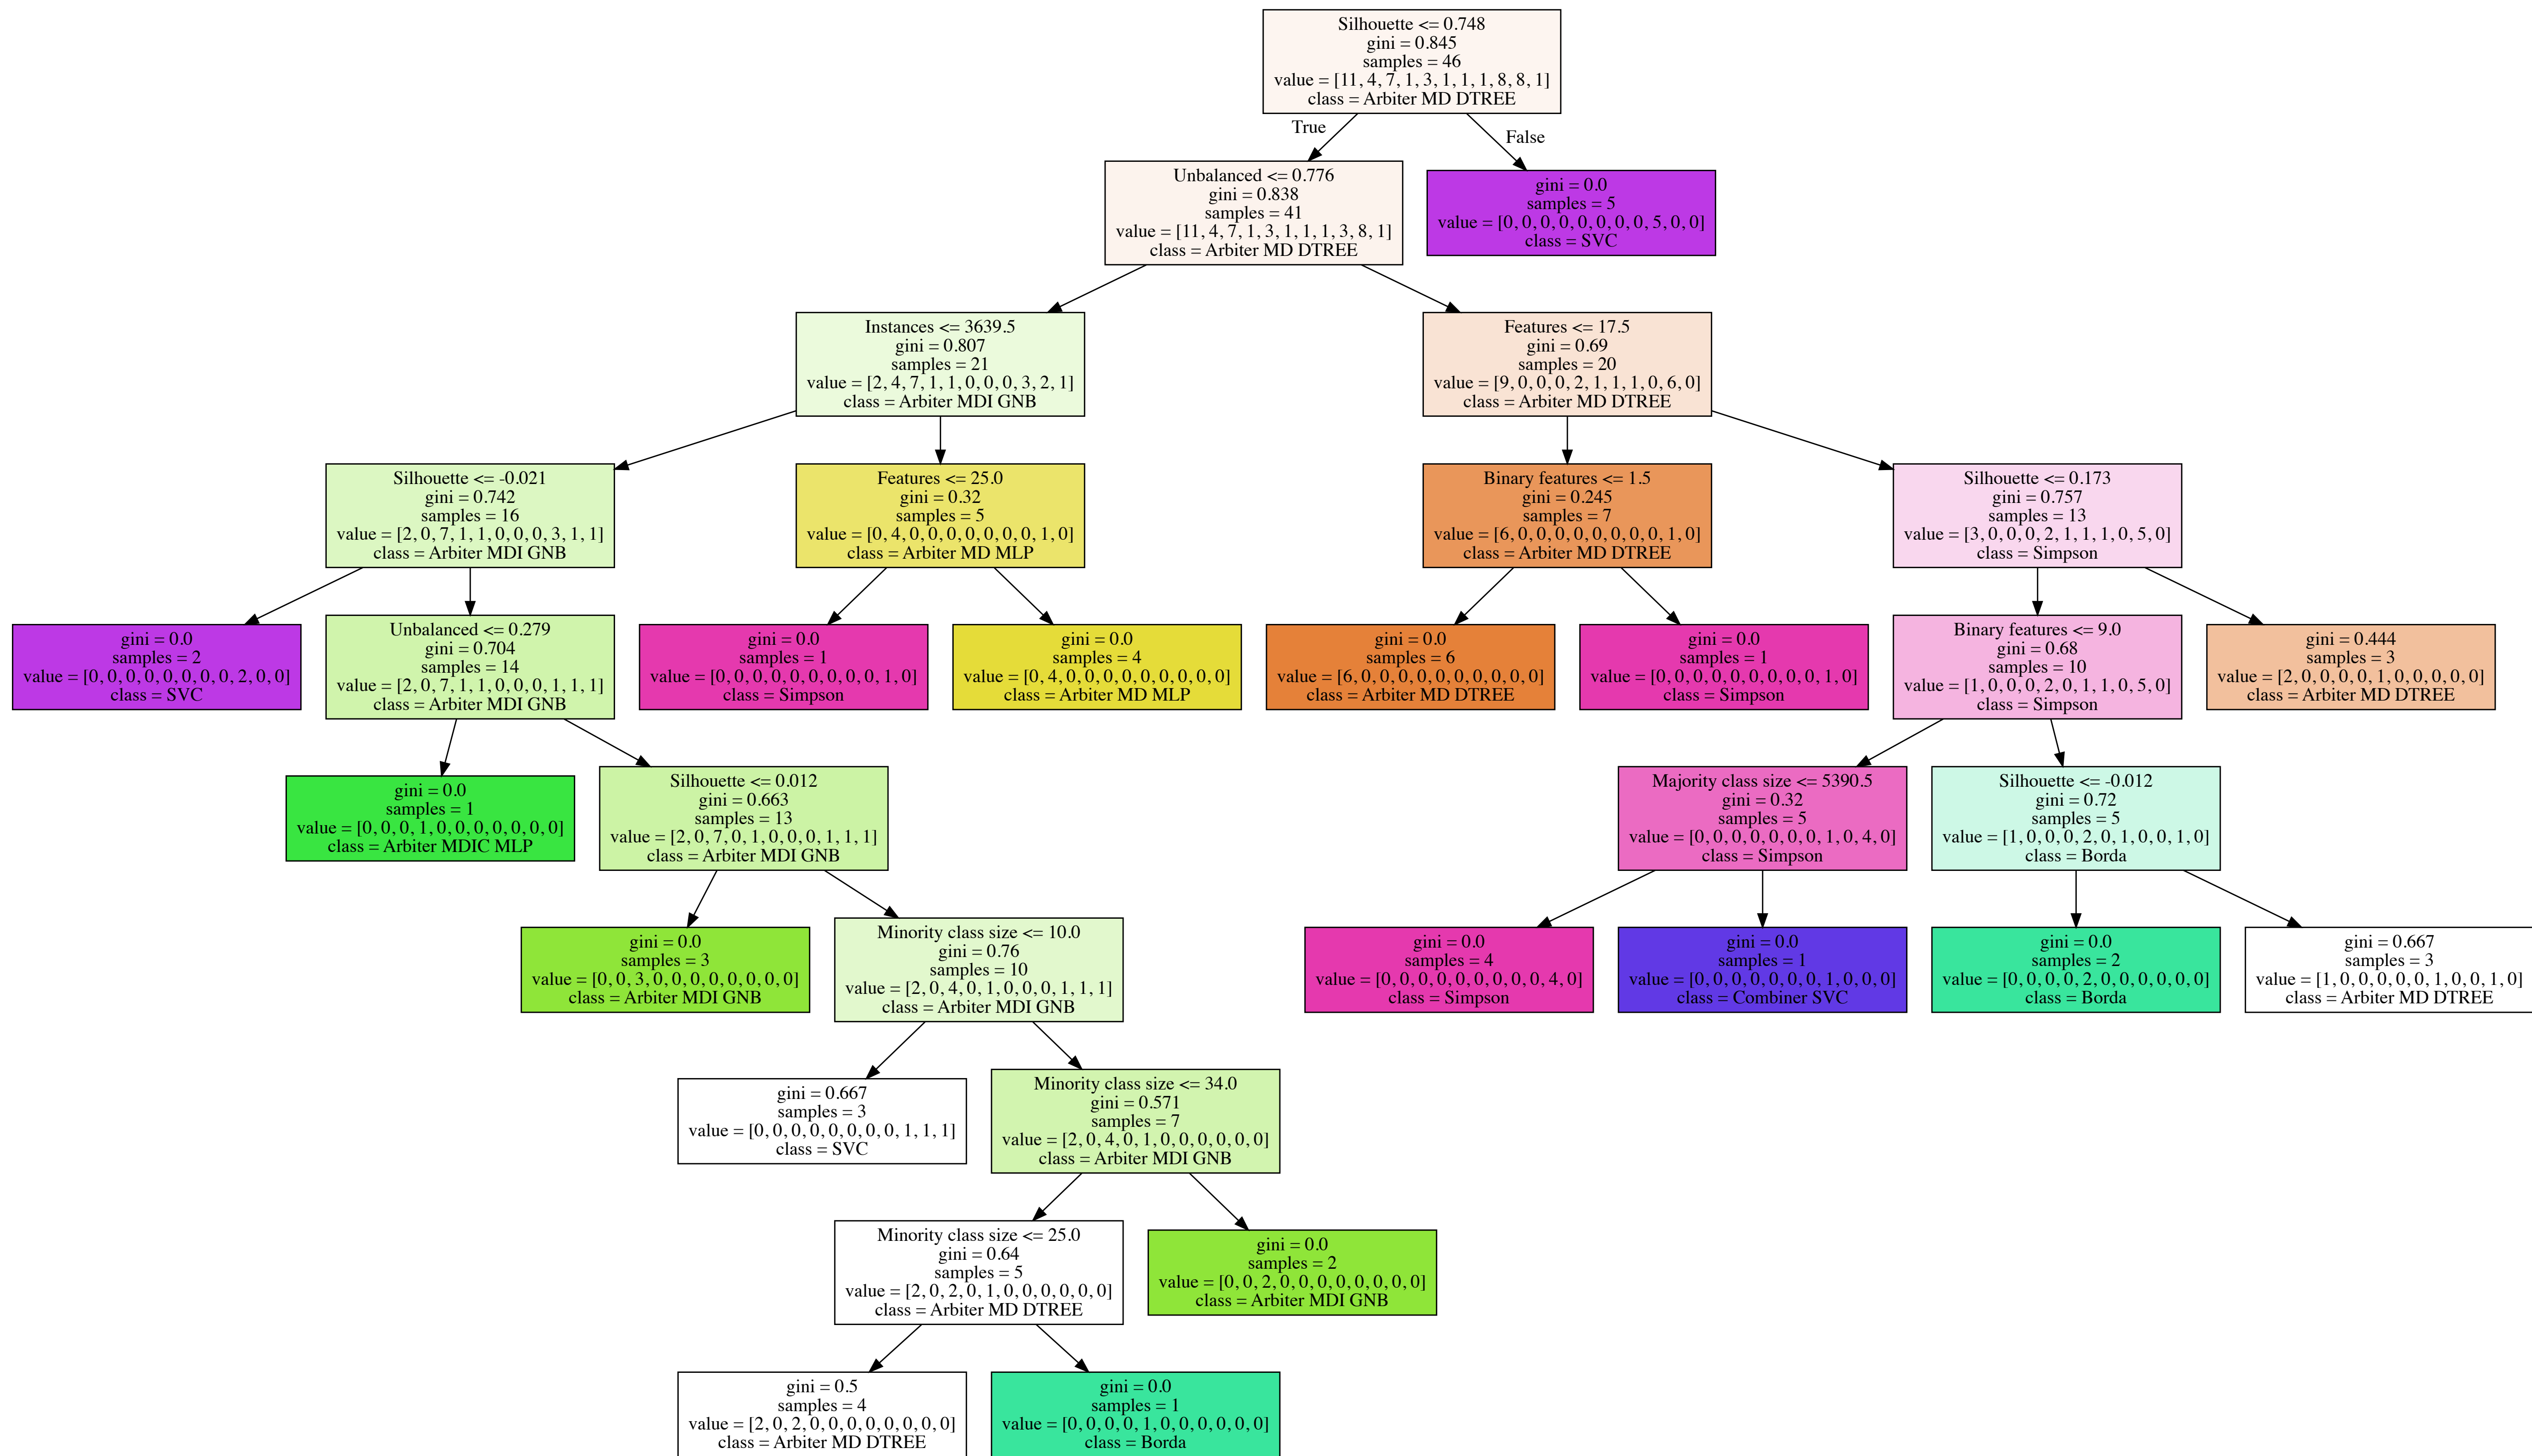 Silhouette <= 0.748
gini = 0.845
samples = 46
value = [11, 4, 7, 1, 3, 1, 1, 1, 8, 8, 1]
class = Arbiter MD DTREE
True
False
Unbalanced <= 0.776
gini = 0.838
samples = 41
value = [11, 4, 7, 1, 3, 1, 1, 1, 3, 8, 1]
class = Arbiter MD DTREE
gini = 0.0
samples = 5
value = [0, 0, 0, 0, 0, 0, 0, 0, 5, 0, 0]
class = SVC
Instances <= 3639.5
gini = 0.807
samples = 21
value = [2, 4, 7, 1, 1, 0, 0, 0, 3, 2, 1]
class = Arbiter MDI GNB
Features <= 17.5
gini = 0.69
samples = 20
value = [9, 0, 0, 0, 2, 1, 1, 1, 0, 6, 0]
class = Arbiter MD DTREE
Silhouette <= -0.021
gini = 0.742
samples = 16
value = [2, 0, 7, 1, 1, 0, 0, 0, 3, 1, 1]
class = Arbiter MDI GNB
Features <= 25.0
gini = 0.32
samples = 5
value = [0, 4, 0, 0, 0, 0, 0, 0, 0, 1, 0]
class = Arbiter MD MLP
Binary features <= 1.5
gini = 0.245
samples = 7
value = [6, 0, 0, 0, 0, 0, 0, 0, 0, 1, 0]
class = Arbiter MD DTREE
Silhouette <= 0.173
gini = 0.757
samples = 13
value = [3, 0, 0, 0, 2, 1, 1, 1, 0, 5, 0]
class = Simpson
gini = 0.0
samples = 2
value = [0, 0, 0, 0, 0, 0, 0, 0, 2, 0, 0]
class = SVC
Unbalanced <= 0.279
gini = 0.704
samples = 14
value = [2, 0, 7, 1, 1, 0, 0, 0, 1, 1, 1]
class = Arbiter MDI GNB
gini = 0.0
samples = 1
value = [0, 0, 0, 0, 0, 0, 0, 0, 0, 1, 0]
class = Simpson
gini = 0.0
samples = 4
value = [0, 4, 0, 0, 0, 0, 0, 0, 0, 0, 0]
class = Arbiter MD MLP
gini = 0.0
samples = 6
value = [6, 0, 0, 0, 0, 0, 0, 0, 0, 0, 0]
class = Arbiter MD DTREE
gini = 0.0
samples = 1
value = [0, 0, 0, 0, 0, 0, 0, 0, 0, 1, 0]
class = Simpson
Binary features <= 9.0
gini = 0.68
samples = 10
value = [1, 0, 0, 0, 2, 0, 1, 1, 0, 5, 0]
class = Simpson
gini = 0.444
samples = 3
value = [2, 0, 0, 0, 0, 1, 0, 0, 0, 0, 0]
class = Arbiter MD DTREE
gini = 0.0
samples = 1
value = [0, 0, 0, 1, 0, 0, 0, 0, 0, 0, 0]
class = Arbiter MDIC MLP
Silhouette <= 0.012
gini = 0.663
samples = 13
value = [2, 0, 7, 0, 1, 0, 0, 0, 1, 1, 1]
class = Arbiter MDI GNB
Majority class size <= 5390.5
gini = 0.32
samples = 5
value = [0, 0, 0, 0, 0, 0, 0, 1, 0, 4, 0]
class = Simpson
Silhouette <= -0.012
gini = 0.72
samples = 5
value = [1, 0, 0, 0, 2, 0, 1, 0, 0, 1, 0]
class = Borda
gini = 0.0
samples = 3
value = [0, 0, 3, 0, 0, 0, 0, 0, 0, 0, 0]
class = Arbiter MDI GNB
Minority class size <= 10.0
gini = 0.76
samples = 10
value = [2, 0, 4, 0, 1, 0, 0, 0, 1, 1, 1]
class = Arbiter MDI GNB
gini = 0.0
samples = 4
value = [0, 0, 0, 0, 0, 0, 0, 0, 0, 4, 0]
class = Simpson
gini = 0.0
samples = 1
value = [0, 0, 0, 0, 0, 0, 0, 1, 0, 0, 0]
class = Combiner SVC
gini = 0.0
samples = 2
value = [0, 0, 0, 0, 2, 0, 0, 0, 0, 0, 0]
class = Borda
gini = 0.667
samples = 3
value = [1, 0, 0, 0, 0, 0, 1, 0, 0, 1, 0]
class = Arbiter MD DTREE
gini = 0.667
samples = 3
value = [0, 0, 0, 0, 0, 0, 0, 0, 1, 1, 1]
class = SVC
Minority class size <= 34.0
gini = 0.571
samples = 7
value = [2, 0, 4, 0, 1, 0, 0, 0, 0, 0, 0]
class = Arbiter MDI GNB
Minority class size <= 25.0
gini = 0.64
samples = 5
value = [2, 0, 2, 0, 1, 0, 0, 0, 0, 0, 0]
class = Arbiter MD DTREE
gini = 0.0
samples = 2
value = [0, 0, 2, 0, 0, 0, 0, 0, 0, 0, 0]
class = Arbiter MDI GNB
gini = 0.5
samples = 4
value = [2, 0, 2, 0, 0, 0, 0, 0, 0, 0, 0]
class = Arbiter MD DTREE
gini = 0.0
samples = 1
value = [0, 0, 0, 0, 1, 0, 0, 0, 0, 0, 0]
class = Borda